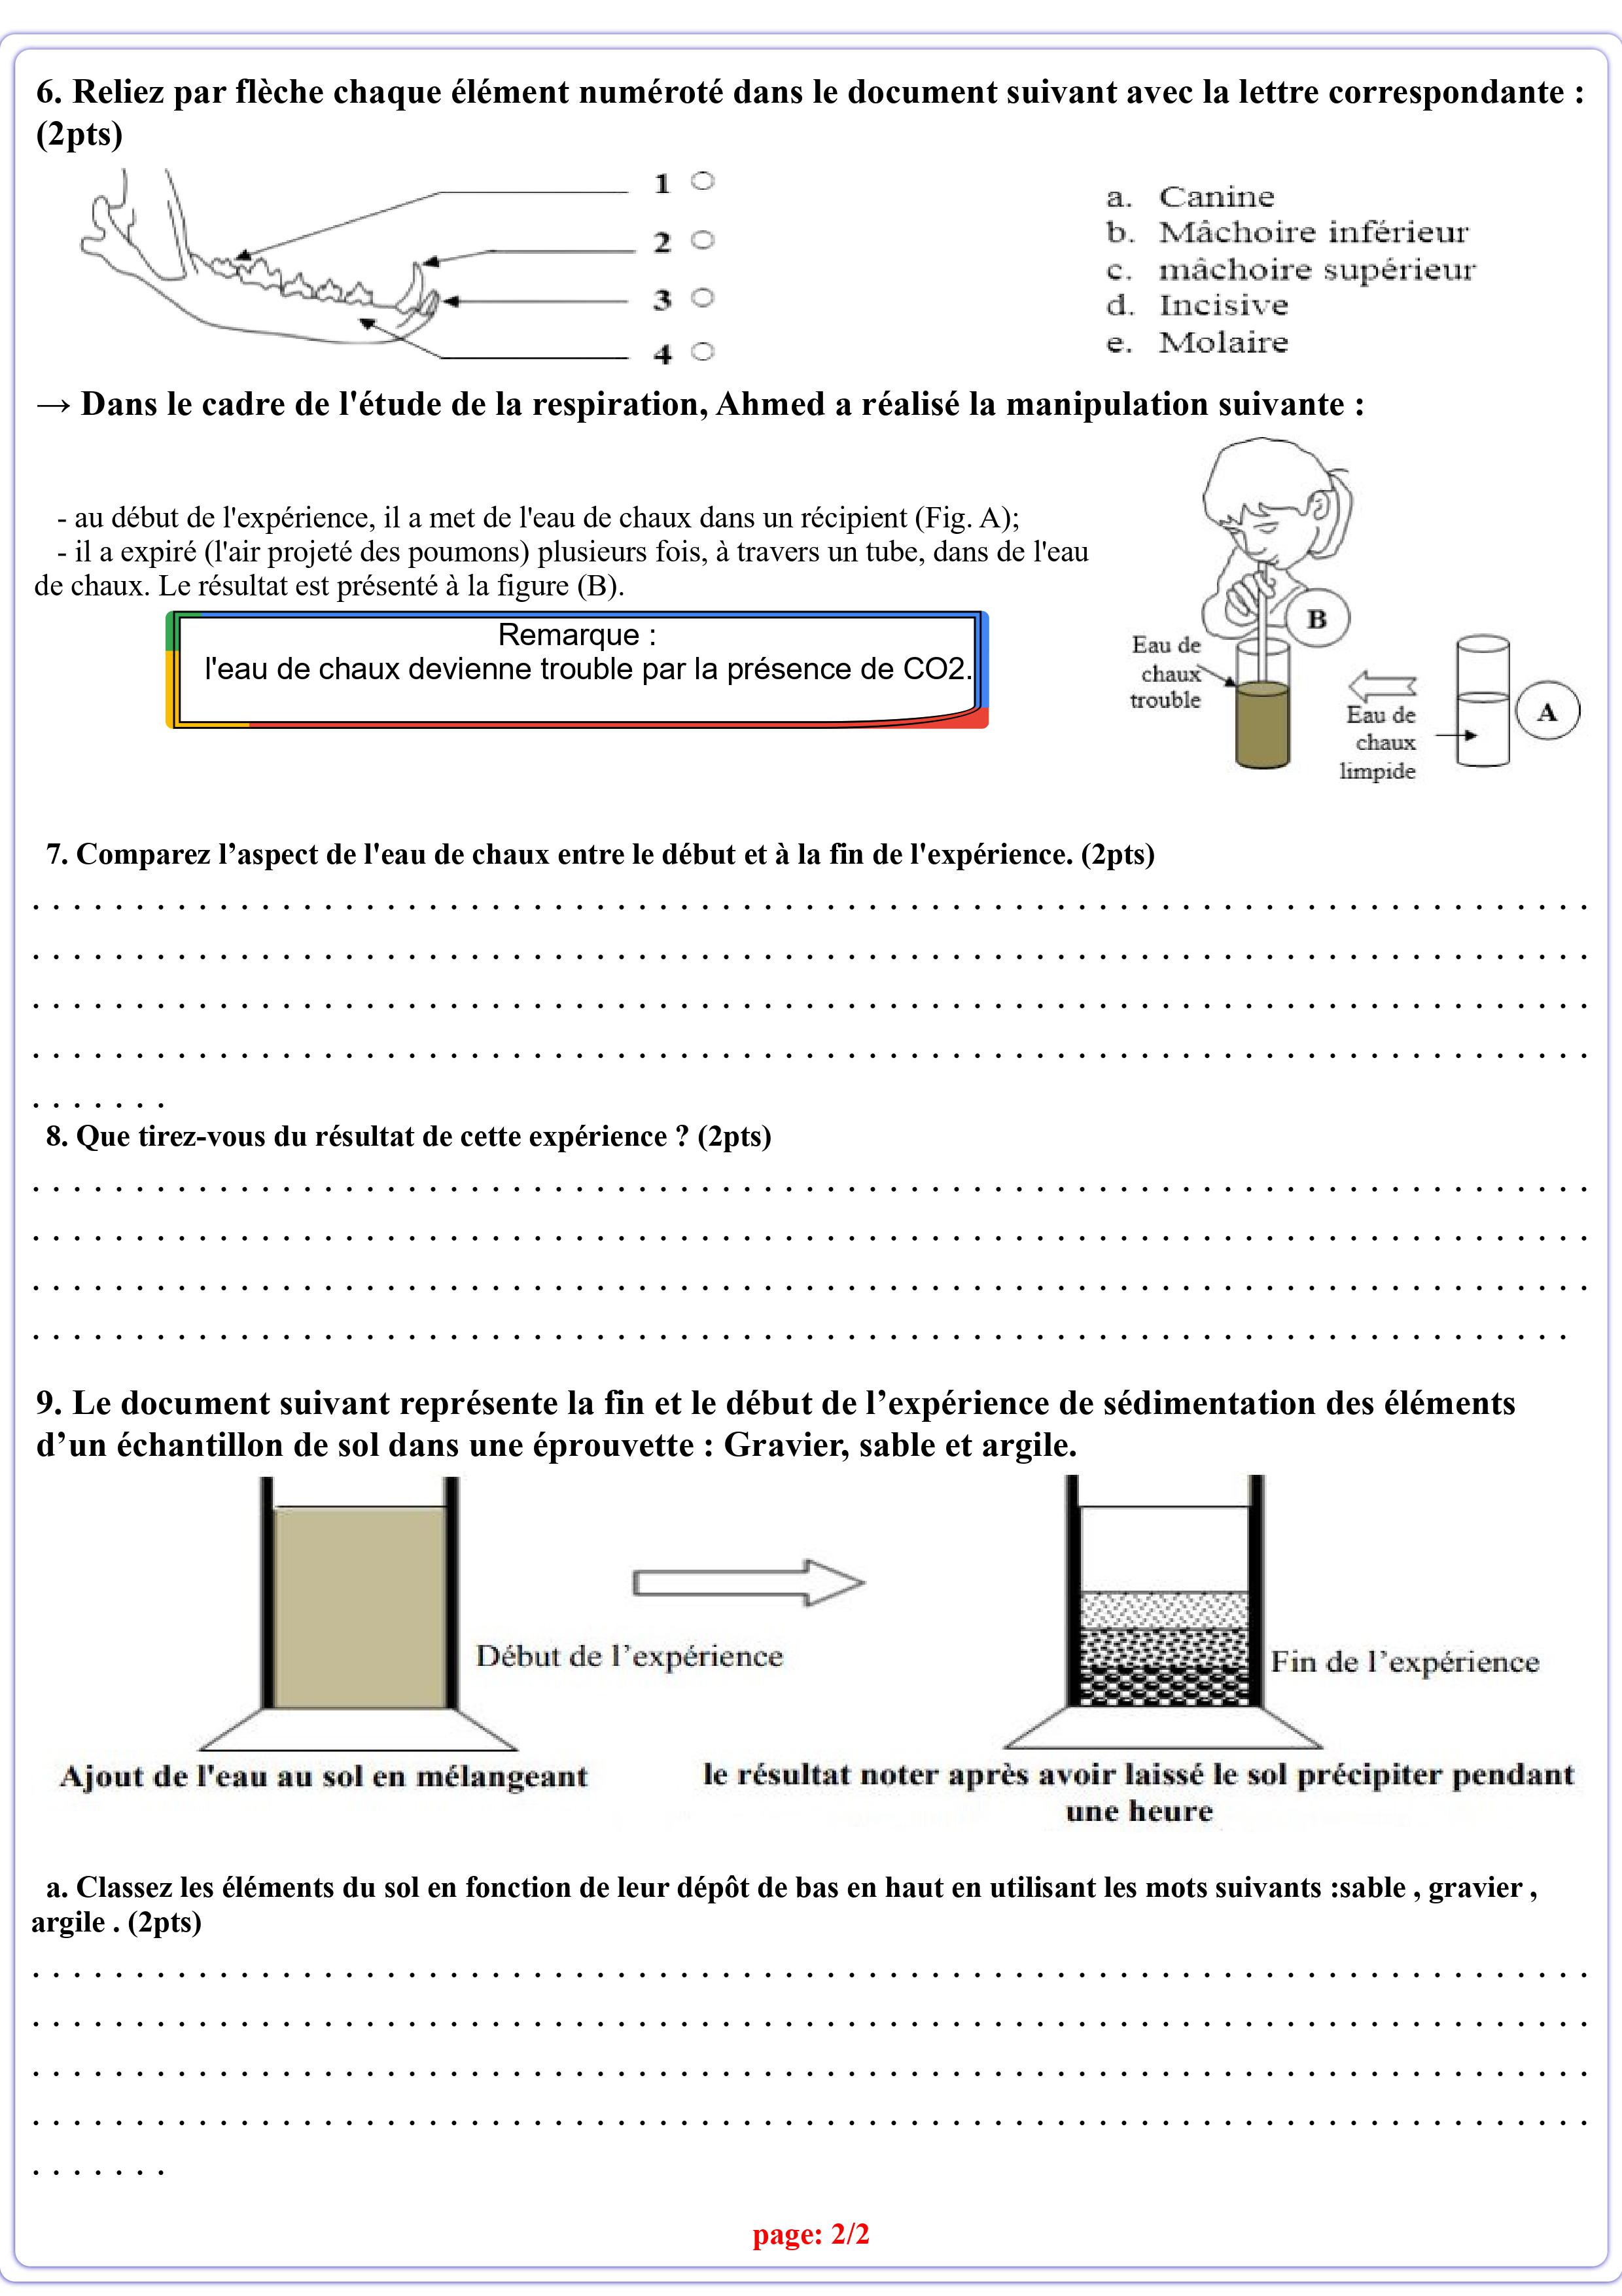 6. Reliez par flèche chaque élément numéroté dans le document suivant avec la lettre correspondante :
(2pts)
1
2
3
4
a. Canine
b. Mâchoire inférieur
c. mâchoire supérieur
d. Incisive
e. Molaire
→ Dans le cadre de l'étude de la respiration, Ahmed a réalisé la manipulation suivante :
- au début de l'expérience, il a met de l'eau de chaux dans un récipient (Fig. A);
- il a expiré (l'air projeté des poumons) plusieurs fois, à travers un tube, dans de l'eau
de chaux. Le résultat est présenté à la figure (B).
Remarque :
l'eau de chaux devienne trouble par la présence de CO2.
B
Eau de
chaux
trouble
A
Eau de
chaux
limpide
7. Comparez l’aspect de l'eau de chaux entre le début et à la fin de l'expérience. (2pts)
8. Que tirez-vous du résultat de cette expérience ? (2pts)
9. Le document suivant représente la fin et le début de l’expérience de sédimentation des éléments
d’un échantillon de sol dans une éprouvette : Gravier, sable et argile.
Début de l’expérience
Fin de l’expérience
Ajout de l'eau au sol en mélangeant
le résultat noter après avoir laissé le sol précipiter pendant
une heure
a. Classez les éléments du sol en fonction de leur dépôt de bas en haut en utilisant les mots suivants :sable , gravier ,
argile . (2pts)
page: 2/2